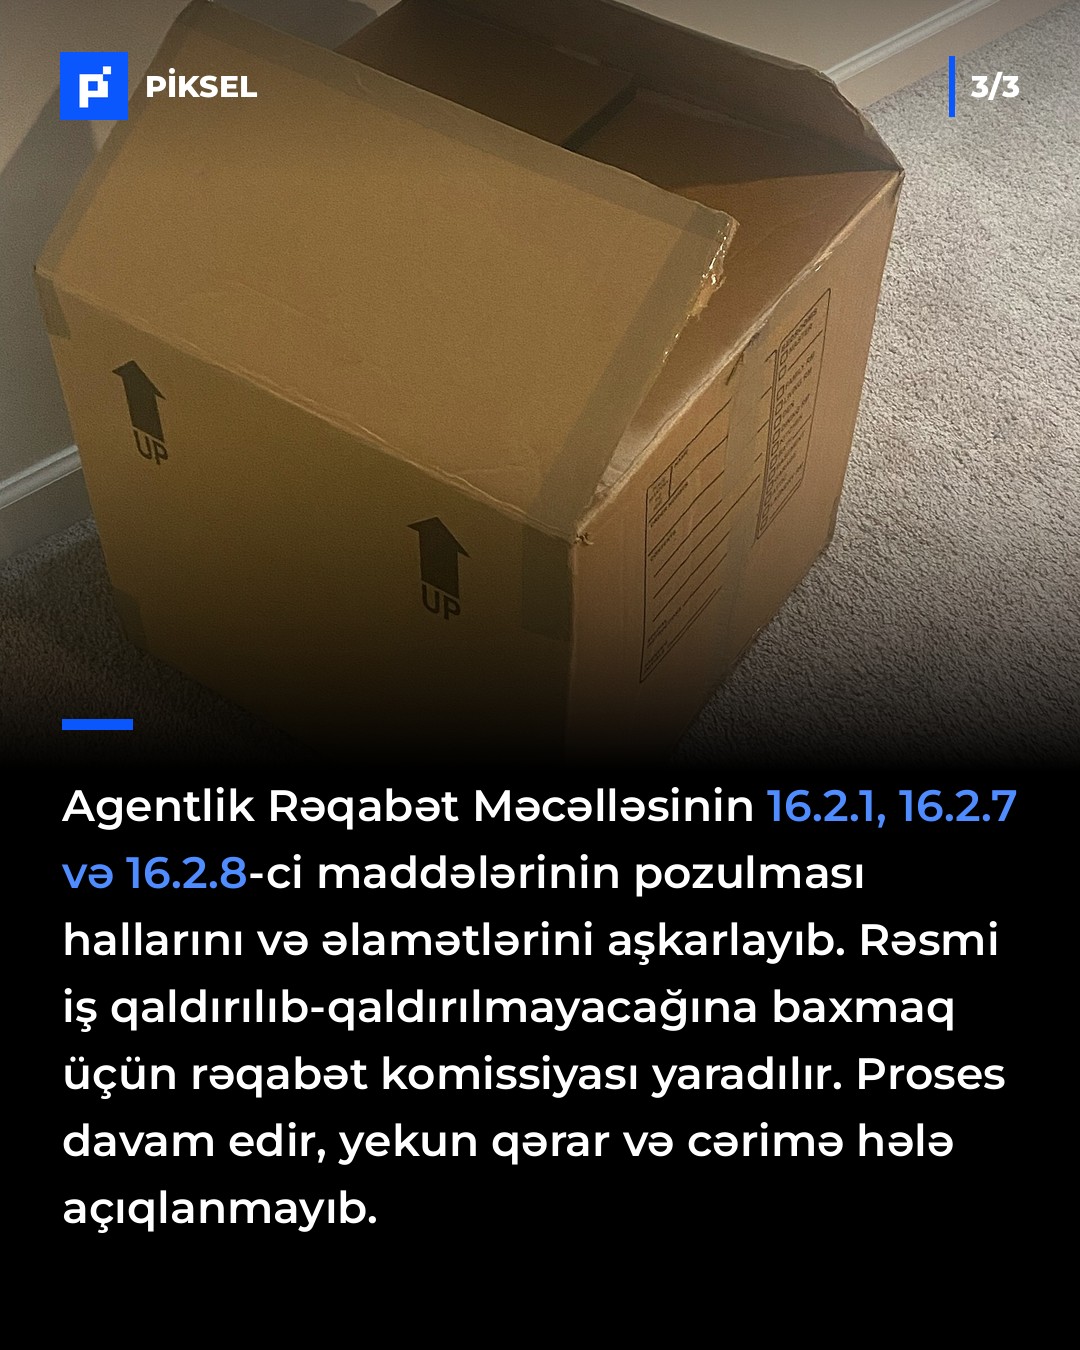 PİKSEL
3/3
UP
UP
Agentlik Rəqabət Məcəlləsinin 16.2.1, 16.2.7
və 16.2.8-ci maddələrinin pozulması
hallarını və əlamətlərini aşkarlayıb. Rəsmi
iş qaldırılıb-qaldırılmayacağına baxmaq
üçün rəqabət komissiyası yaradılır. Proses
davam edir, yekun qərar və cərimə hələ
açıqlanmayıb.